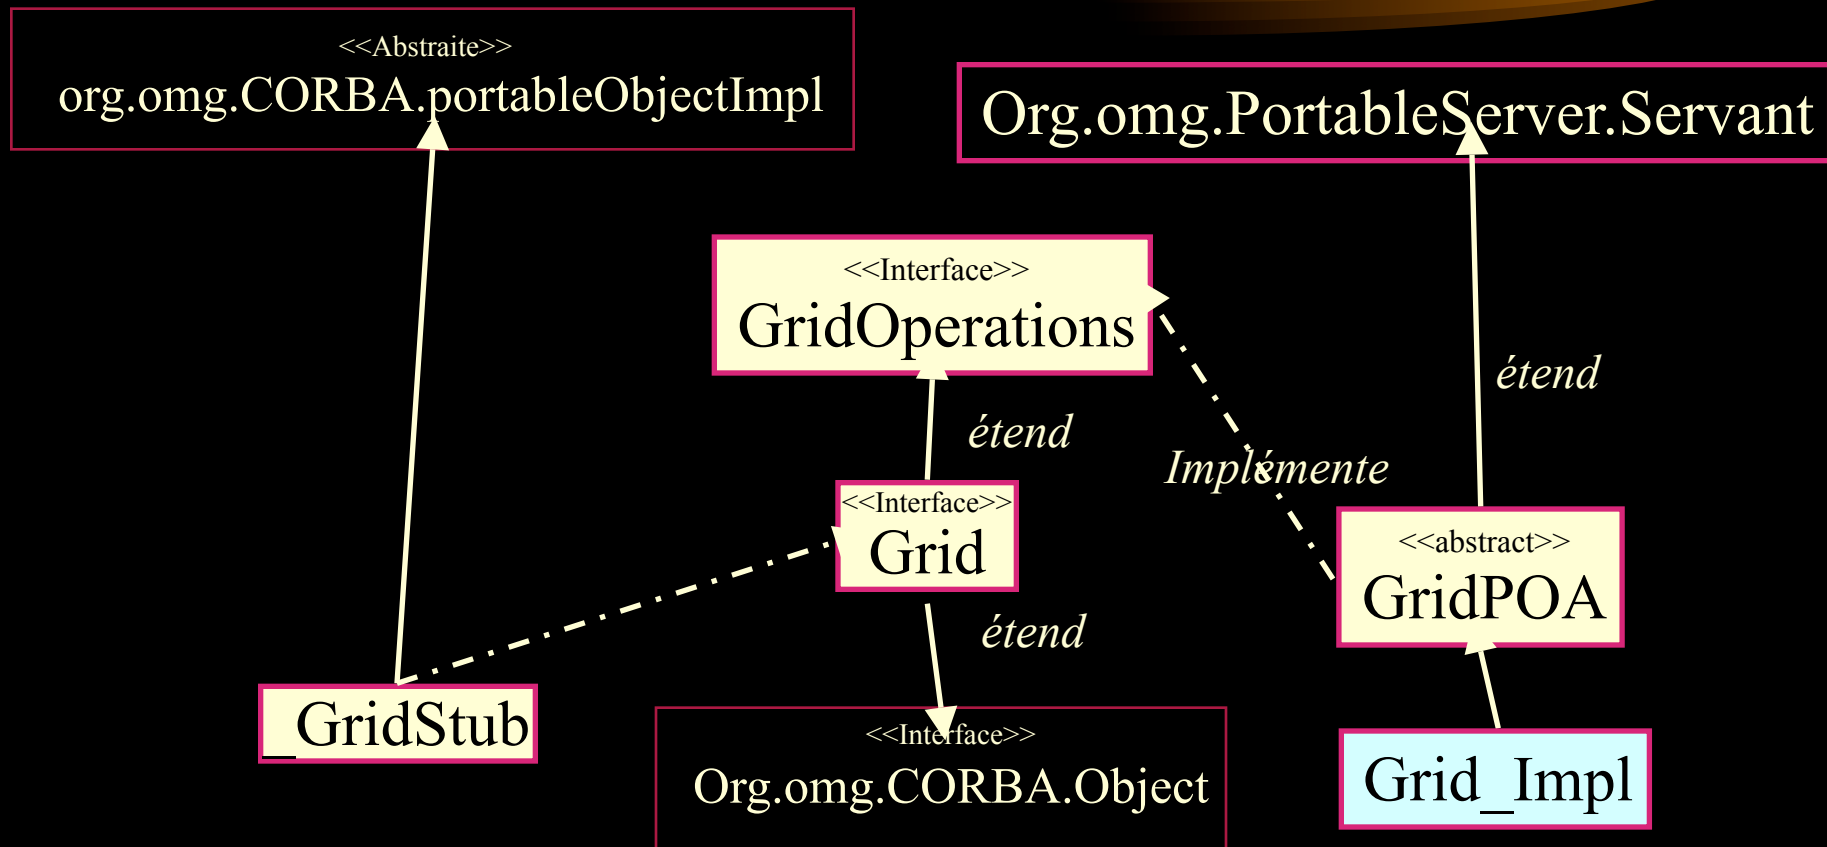 <<Abstraite>>
org.omg.CORBA.portableObjectImpl
Org.omg.PortableServer.Servant
<<Interface>>
GridOperations
étend
étend
Implémente
<<Interface>>
Grid
<<abstract>>
GridPOA
étend
_GridStub
<<Interface>>
Org.omg.CORBA.Object
Grid_Impl